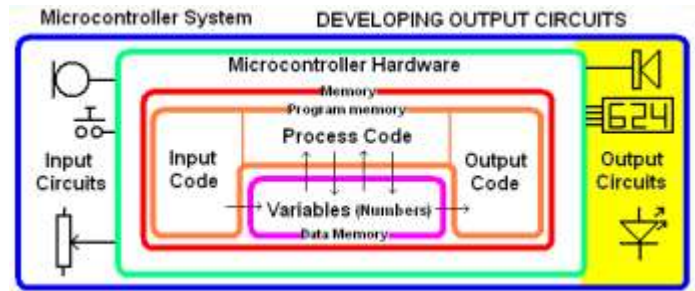 Microcontroller System DEVELOPING OUTPUT CIRCUITS
Microcontroller Hardware
Memory
Program memory
Process Code
624
Input Circuits
Input Code
Output Code
Output Circuits
Variables (Numbers)
Data Memory